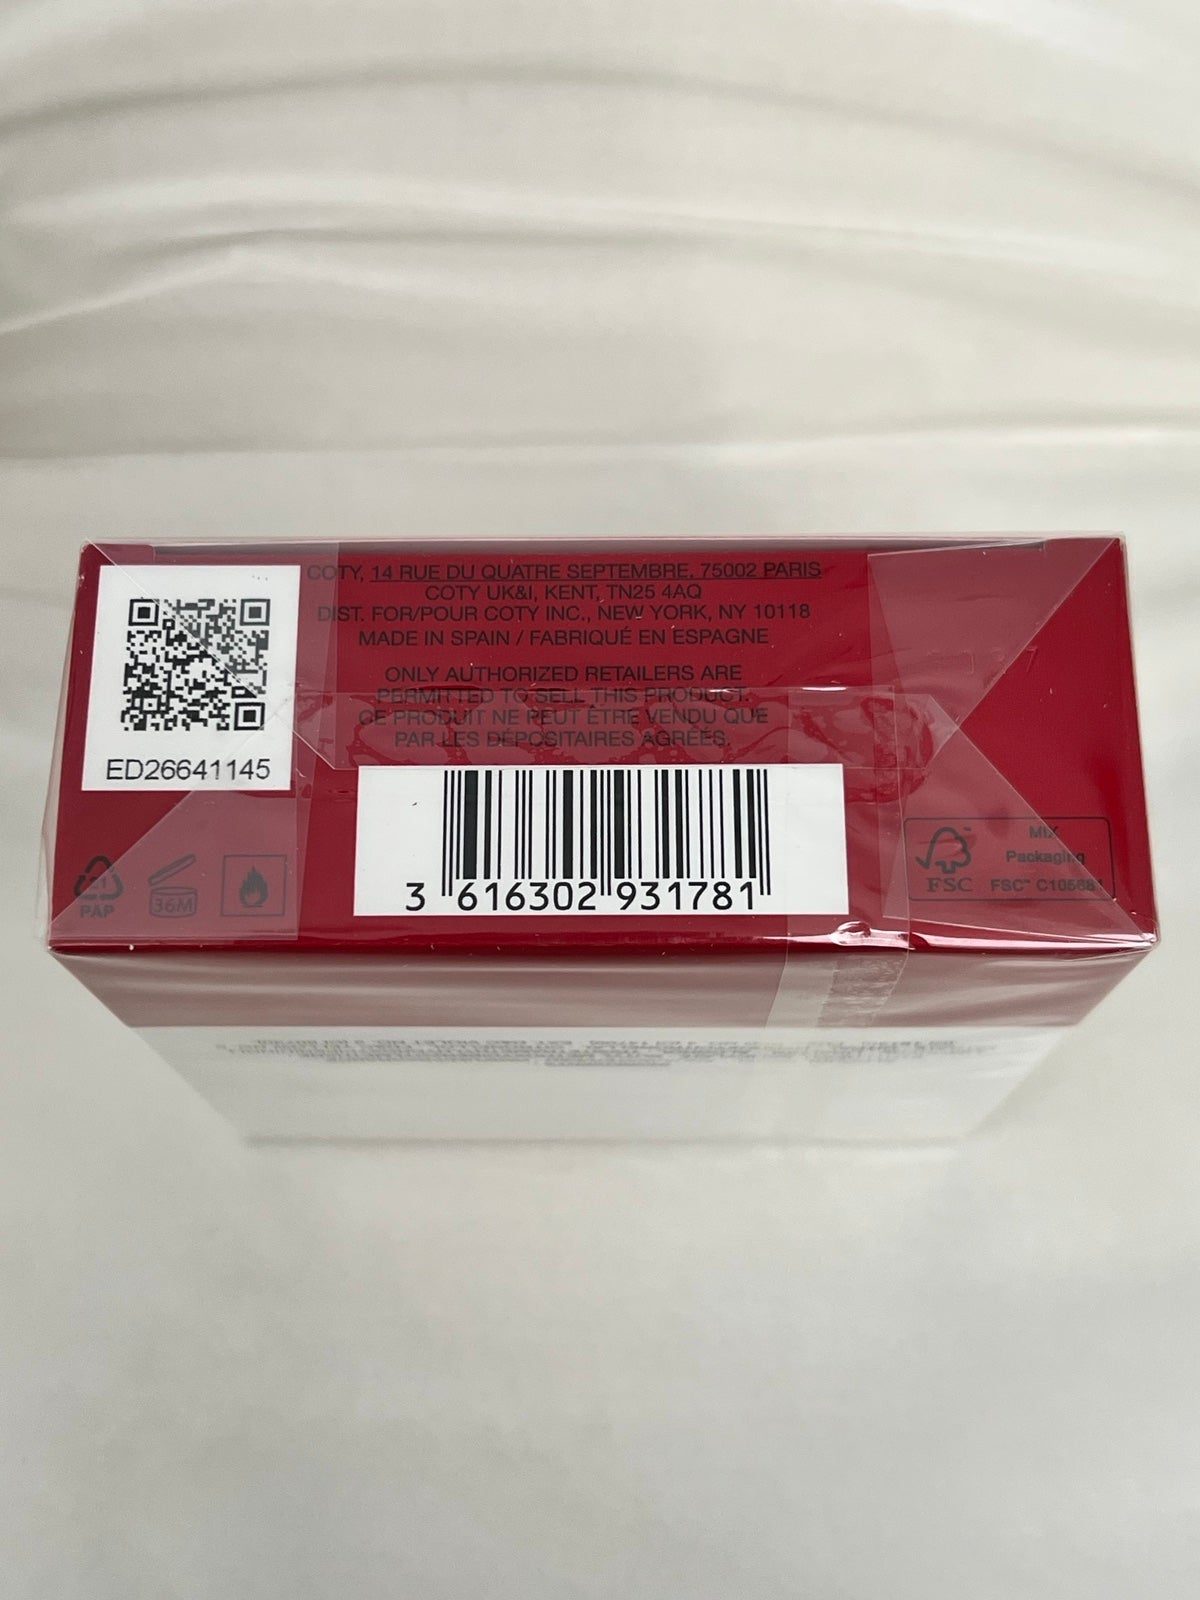 COTY, 14 RUE DU QUATRE SEPTEMBRE, 75002 PARIS
COTY UK&I, KENT, TN25 4AQ
DIST. FOR/POUR COTY INC., NEW YORK, NY 10118
MADE IN SPAIN / FABRIQUÉ EN ESPAGNE
ONLY AUTHORIZED RETAILERS ARE
PERMITTED TO SELL THIS PRODUCT.
CE PRODUIT NE PEUT ÊTRE VENDU QUE
PAR LES DÉPOSITAIRES AGRÉÉS.
ED26641145
21
PAP
36M
3 616302 931781
FSC™
MIX
Packaging
FSC™ C105681